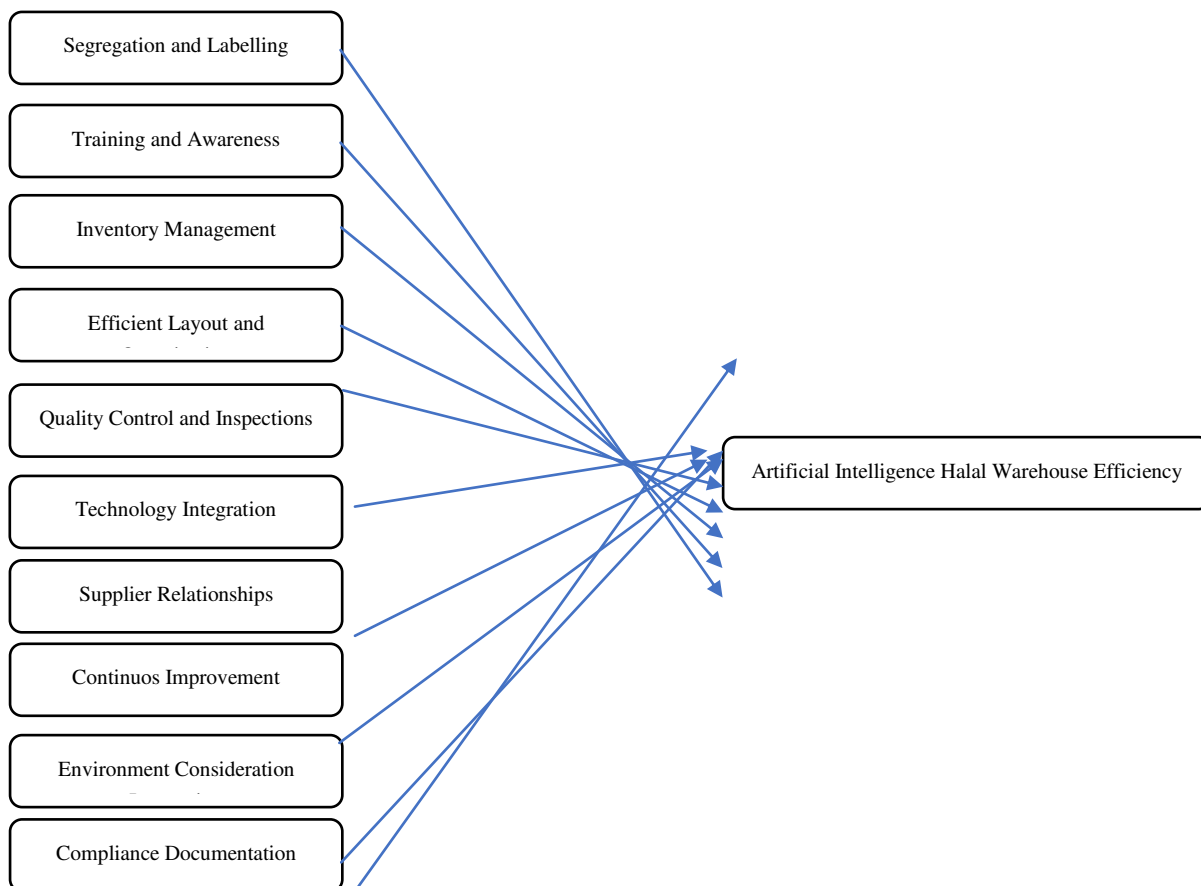 Segregation and Labelling
Training and Awareness
Inventory Management
Efficient Layout and
Quality Control and Inspections
Technology Integration
Supplier Relationships
Continuos Improvement
Environment Consideration
Compliance Documentation
Artificial Intelligence Halal Warehouse Efficiency